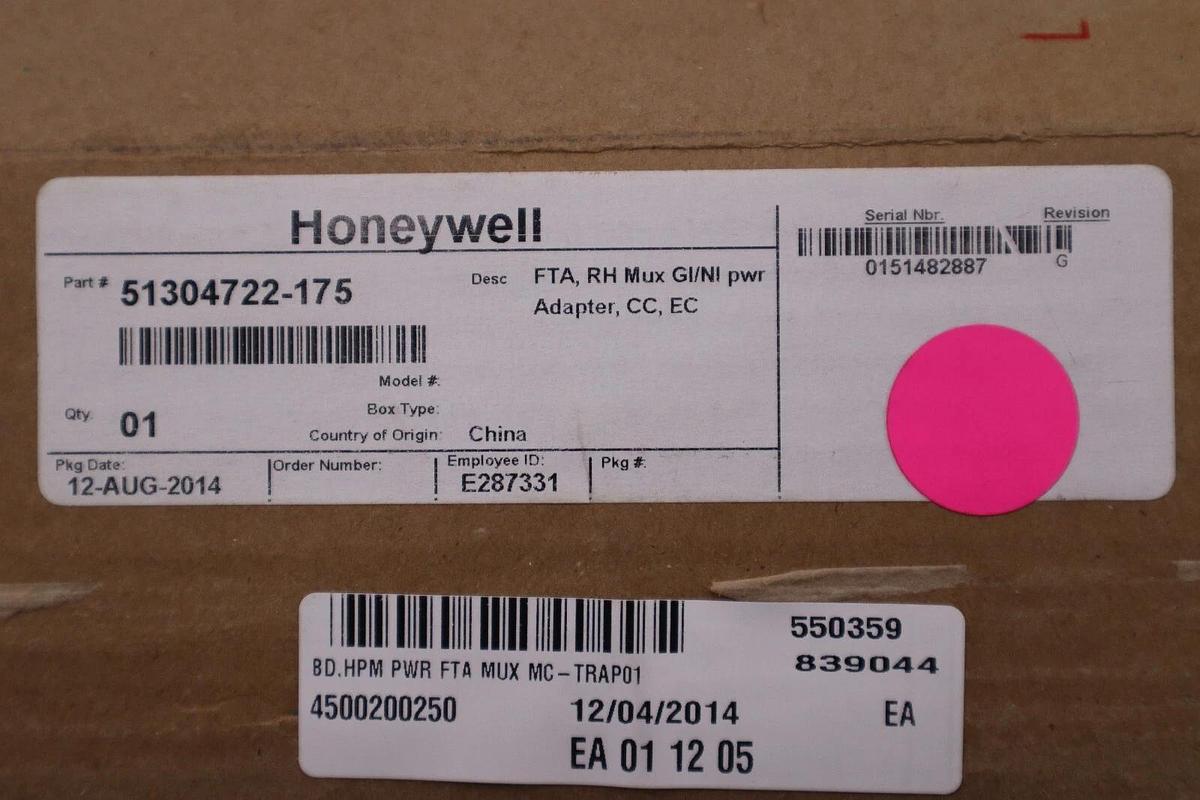 Honeywell
Serial Nbr. Revision
0151482887 G
Part # 51304722-175
Desc FTA, RH Mux GI/NI pwr
Adapter, CC, EC
Model #:
Qty. 01
Box Type:
Country of Origin: China
Pkg Date: Order Number: Employee ID: Pkg #:
12-AUG-2014 E287331
550359
839044
BD.HPM PWR FTA MUX MC-TRAP01
4500200250 12/04/2014 EA
EA 01 12 05